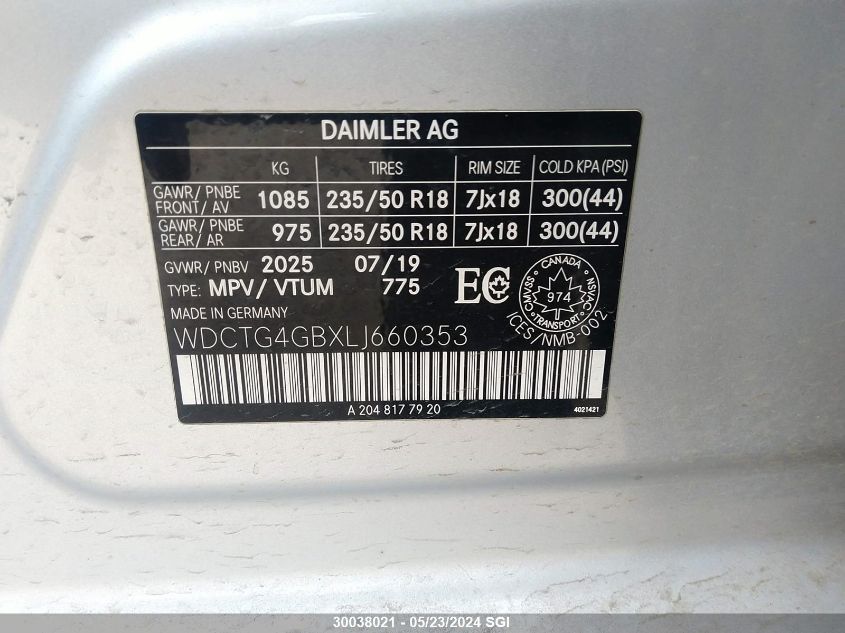 DAIMLER AG
KG TIRES RIM SIZE COLD KPA (PSI)
GAWR / PNBE FRONT / AV 1085 235/50 R18 7Jx18 300(44)
GAWR / PNBE REAR / AR 975 235/50 R18 7Jx18 300(44)
GVWR / PNBV 2025 07/19
TYPE: MPV/ VTUM 775
EC
CANADA
CMVSS
974
NSVAC
TRANSPORT
ICES/NMB-002
MADE IN GERMANY
WDCTG4GBXLJ660353
A 204 817 79 20
4021421
30038021 - 05/23/2024 SGI